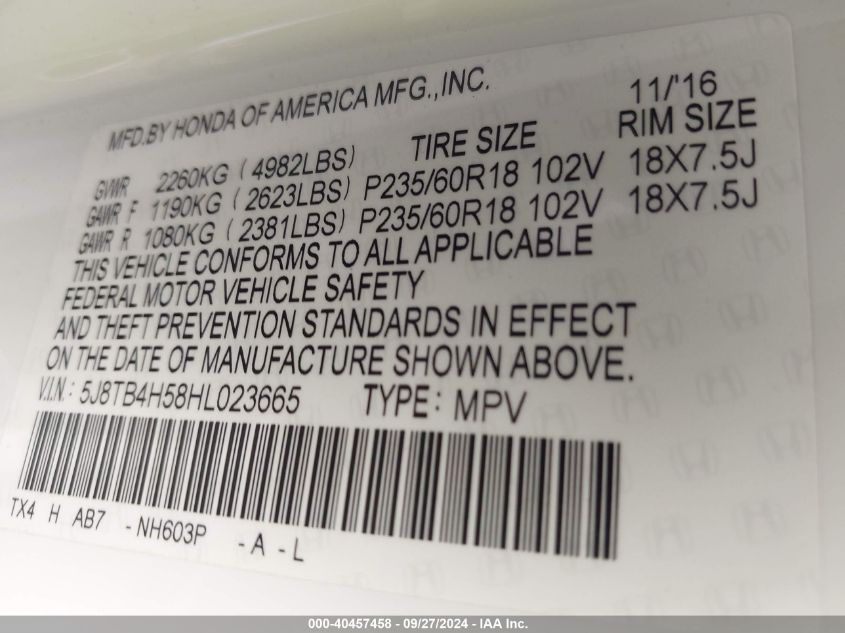 MFD.BY HONDA OF AMERICA MFG.,INC. 11/'16
GVWR 2260KG (4982LBS) TIRE SIZE RIM SIZE
GAWR F 1190KG (2623LBS) P235/60R18 102V 18X7.5J
GAWR R 1080KG (2381LBS) P235/60R18 102V 18X7.5J
THIS VEHICLE CONFORMS TO ALL APPLICABLE
FEDERAL MOTOR VEHICLE SAFETY
AND THEFT PREVENTION STANDARDS IN EFFECT
ON THE DATE OF MANUFACTURE SHOWN ABOVE.
V.I.N.: 5J8TB4H58HL023665 TYPE: MPV
TX4 H AB7 -NH603P -A -L
000-40457458 - 09/27/2024 - IAA Inc.